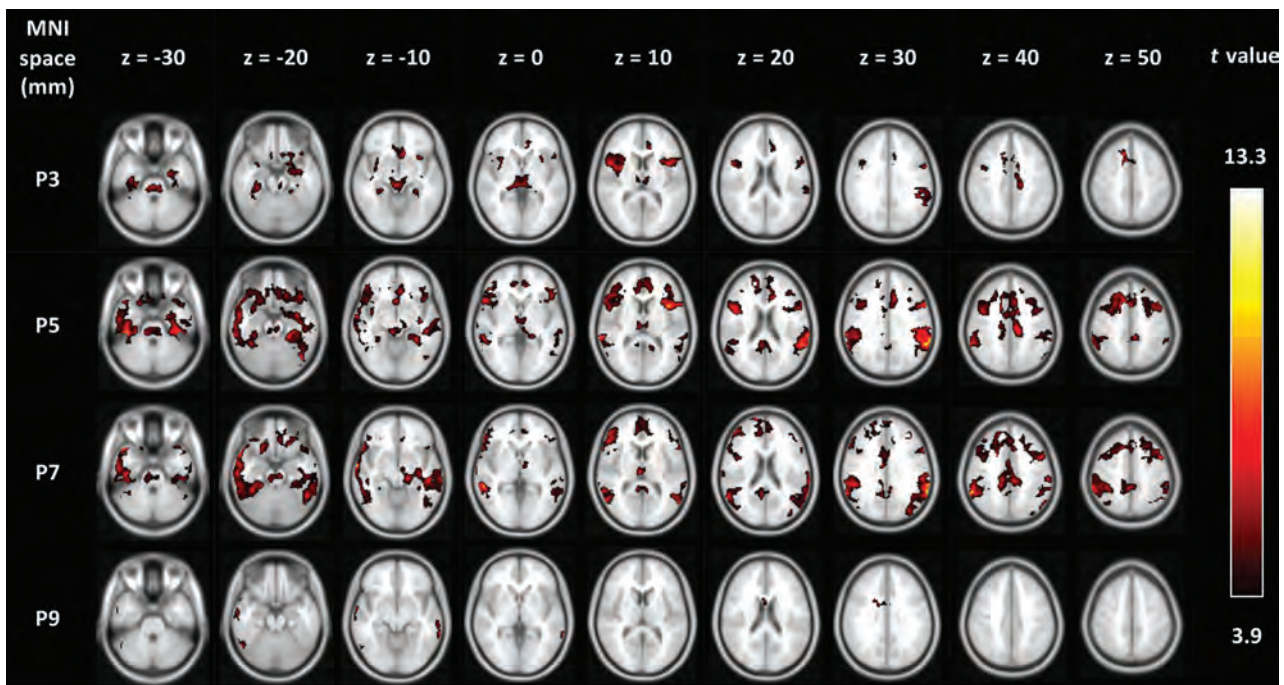 MNI
space
(mm)
z = -30 z = -20 z = -10 z = 0 z = 10 z = 20 z = 30 z = 40 z = 50 t value
P3
13.3
P5
P7
P9
3.9